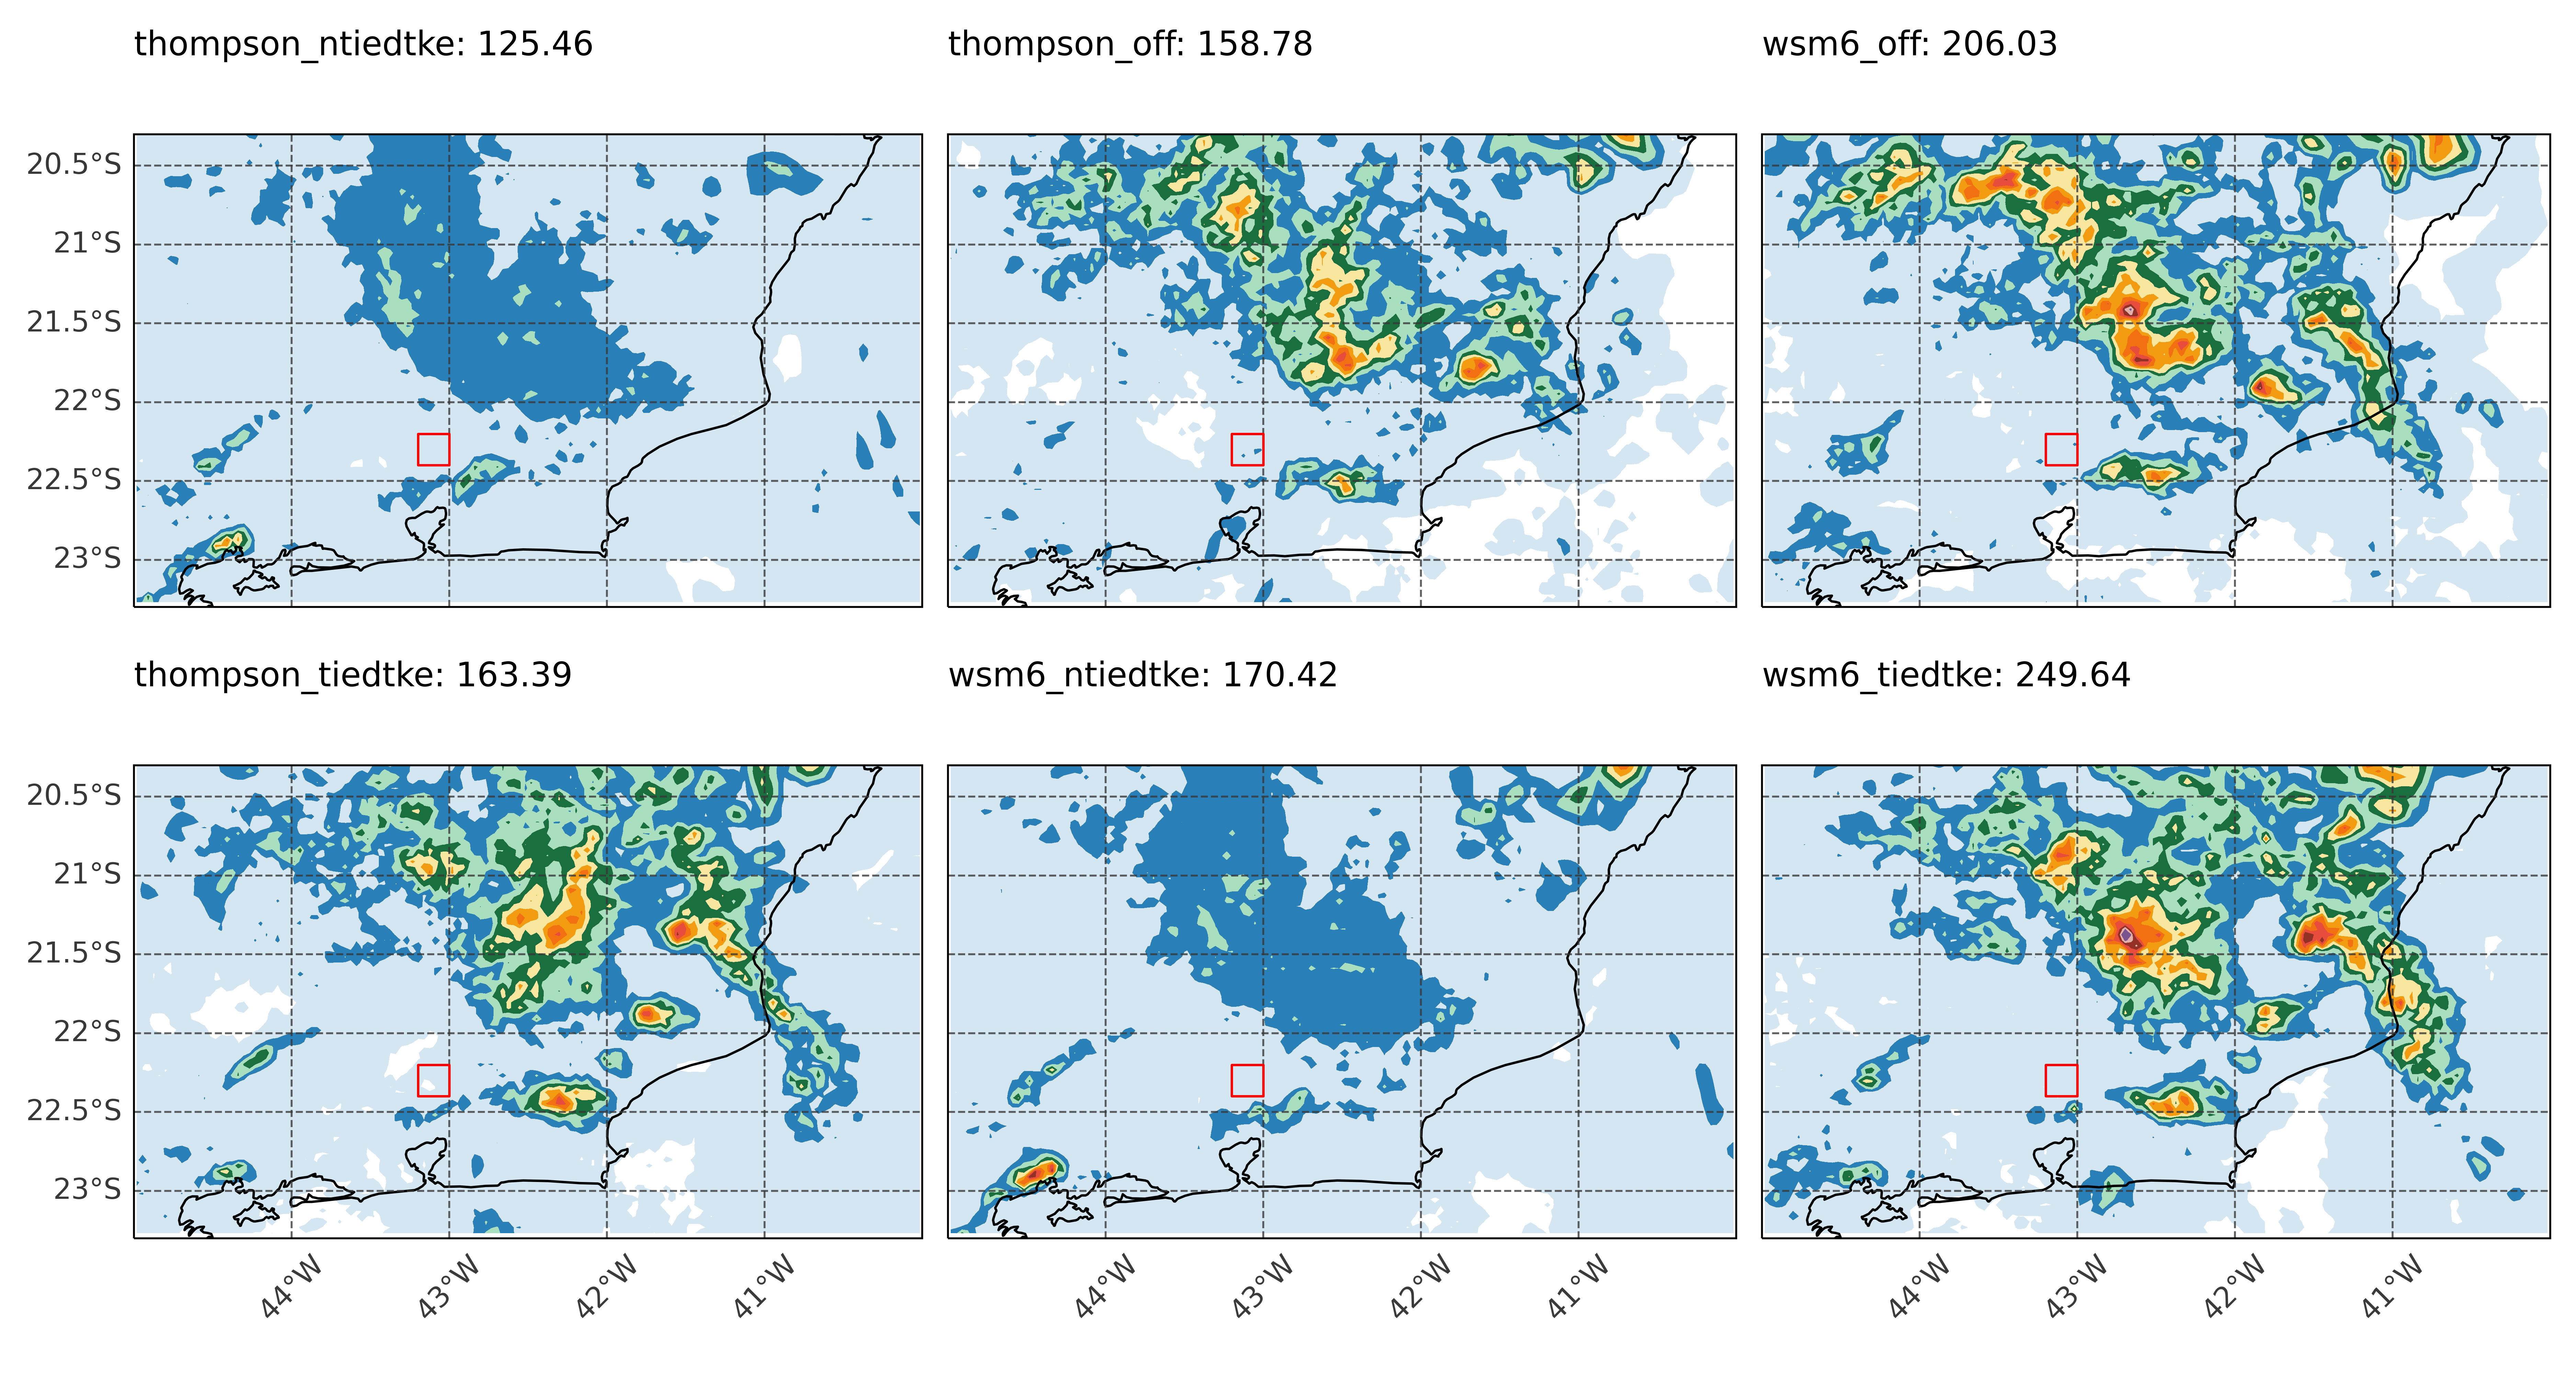 thompson_ntiedtke: 125.46
thompson_off: 158.78
wsm6_off: 206.03
20.5°S
21°S
21.5°S
22°S
22.5°S
23°S
thompson_tiedtke: 163.39
wsm6_ntiedtke: 170.42
wsm6_tiedtke: 249.64
20.5°S
21°S
21.5°S
22°S
22.5°S
23°S
44°W
43°W
42°W
41°W
44°W
43°W
42°W
41°W
44°W
43°W
42°W
41°W